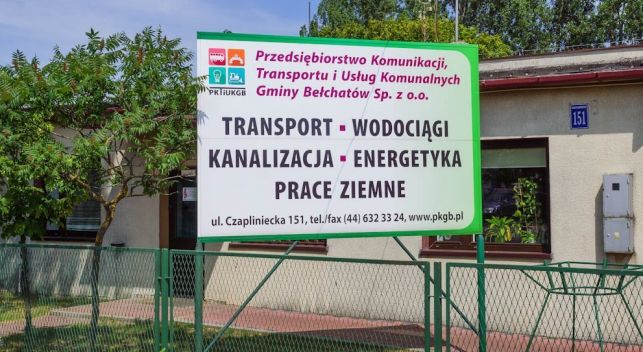 PKTiUKGB
Przedsiębiorstwo Komunikacji,
Transportu i Usług Komunalnych
Gminy Bełchatów Sp. z o.o.
TRANSPORT ▪ WODOCIĄGI
KANALIZACJA ▪ ENERGETYKA
PRACE ZIEMNE
ul. Czapliniecka 151, tel./fax (44) 632 33 24, www.pkgb.pl
151